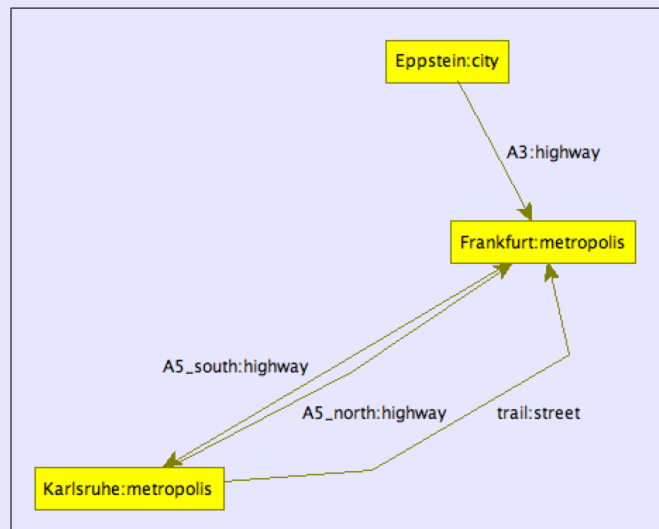 Eppstein:city
A3:highway
Frankfurt:metropolis
A5_south:highway
A5_north:highway
trail:street
Karlsruhe:metropolis